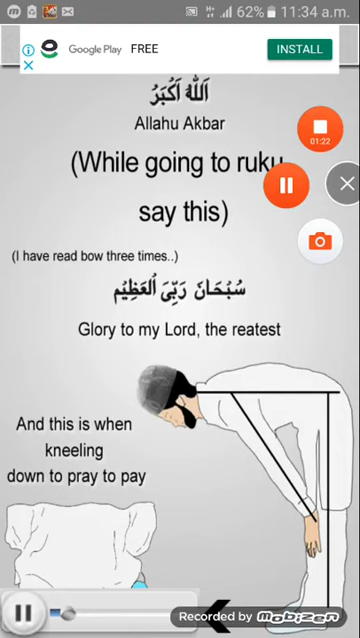 62% 11:34 a.m.
Google Play FREE
INSTALL
اَللّٰهُ اَكْبَرُ
Allahu Akbar
01:22
(While going to ruku
say this)
(I have read bow three times..)
سُبْحَانَ رَبِّىَ الْعَظِيْم
Glory to my Lord, the reatest
And this is when
kneeling
down to pray to pay
Recorded by Mobizen